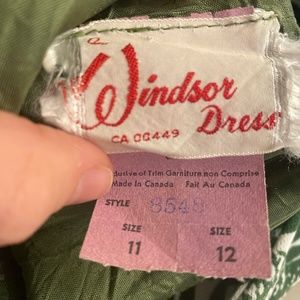 Windsor
Dress
CA 00449
Exclusive of Trim Garniture non Comprise
Made in Canada Fait Au Canada
STYLE 8548
SIZE SIZE
11 12